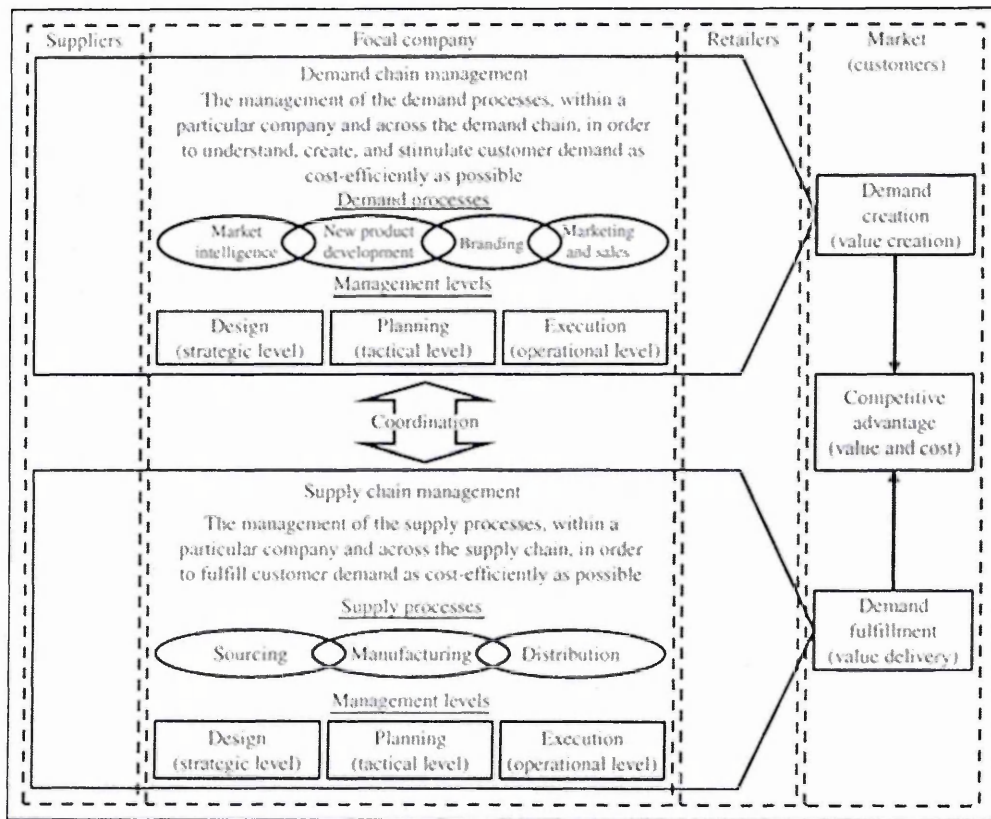 Suppliers
Focal company
Retailers
Market
(customers)
Demand chain management
The management of the demand processes, within a
particular company and across the demand chain, in order
to understand, create, and stimulate customer demand as
cost-efficiently as possible
Demand processes
Market
intelligence
New product
development
Branding
Marketing
and sales
Management levels
Design
(strategic level)
Planning
(tactical level)
Execution
(operational level)
Demand
creation
(value creation)
Coordination
Competitive
advantage
(value and cost)
Supply chain management
The management of the supply processes, within a
particular company and across the supply chain, in order
to fulfill customer demand as cost-efficiently as possible
Supply processes
Sourcing
Manufacturing
Distribution
Management levels
Design
(strategic level)
Planning
(tactical level)
Execution
(operational level)
Demand
fulfillment
(value delivery)